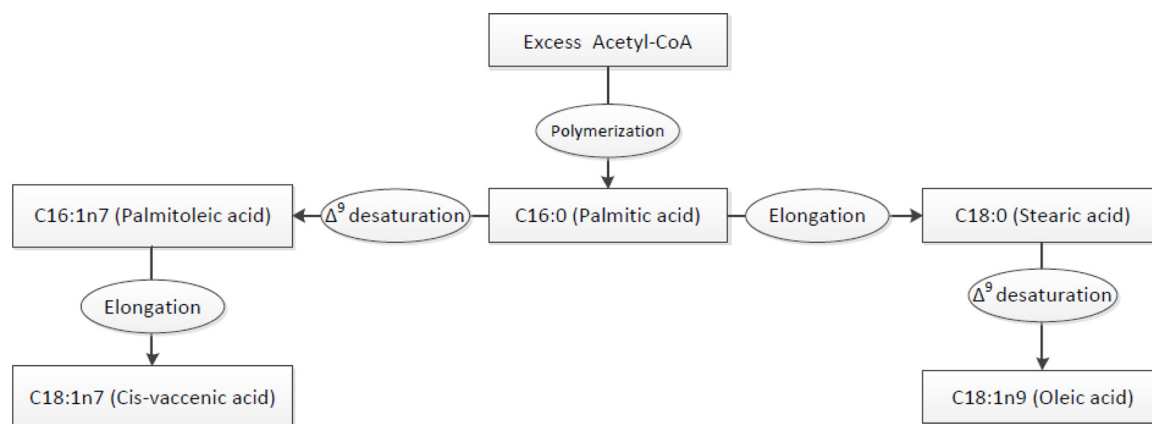 Excess Acetyl-CoA
Polymerization
C16:1n7 (Palmitoleic acid)
Δ⁹ desaturation
C16:0 (Palmitic acid)
Elongation
C18:0 (Stearic acid)
Elongation
Δ⁹ desaturation
C18:1n7 (Cis-vaccenic acid)
C18:1n9 (Oleic acid)